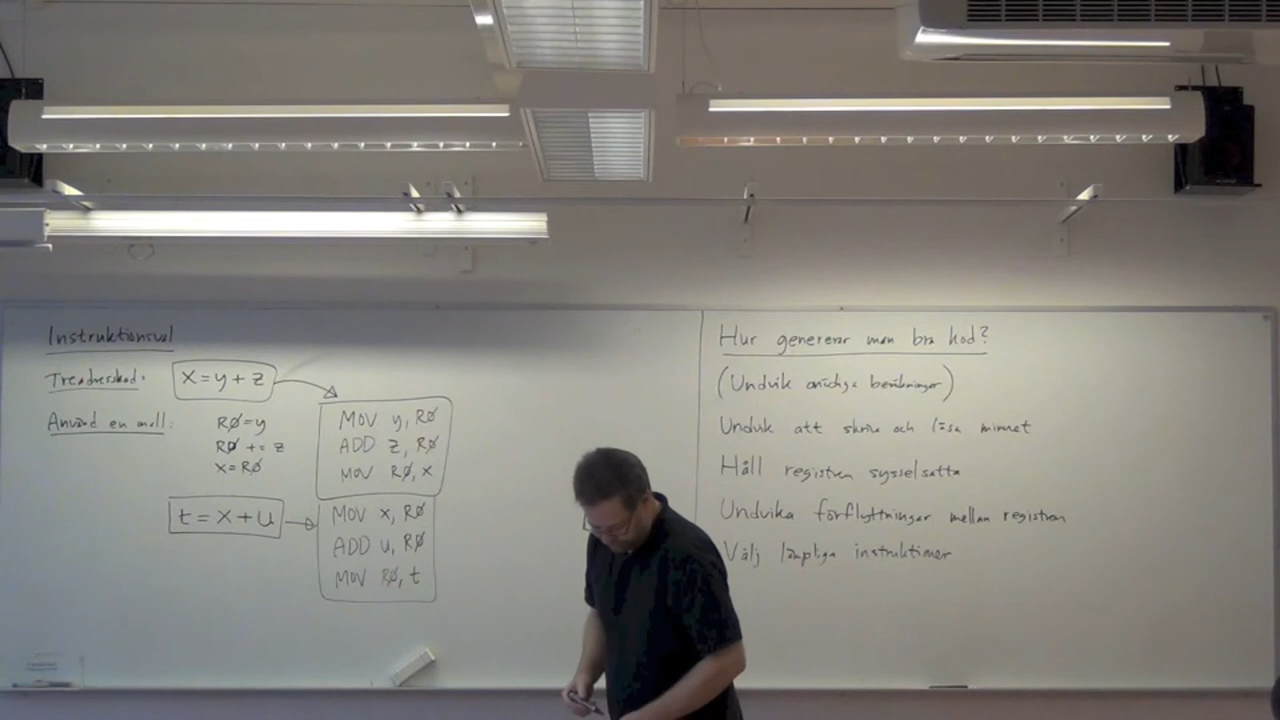 Instruktionsval
Treadresskod:
x = y + z
Använd en mall:
RØ = y
RØ += z
x = RØ
MOV y, RØ
ADD z, RØ
MOV RØ, x
t = x + u
MOV x, RØ
ADD u, RØ
MOV RØ, t
Hur genererar man bra kod?
(Undvik onödiga beräkningar)
Undvik att skriva och läsa minnet
Håll registren sysselsatta
Undvika förflyttningar mellan registren
Välj lämpliga instruktioner